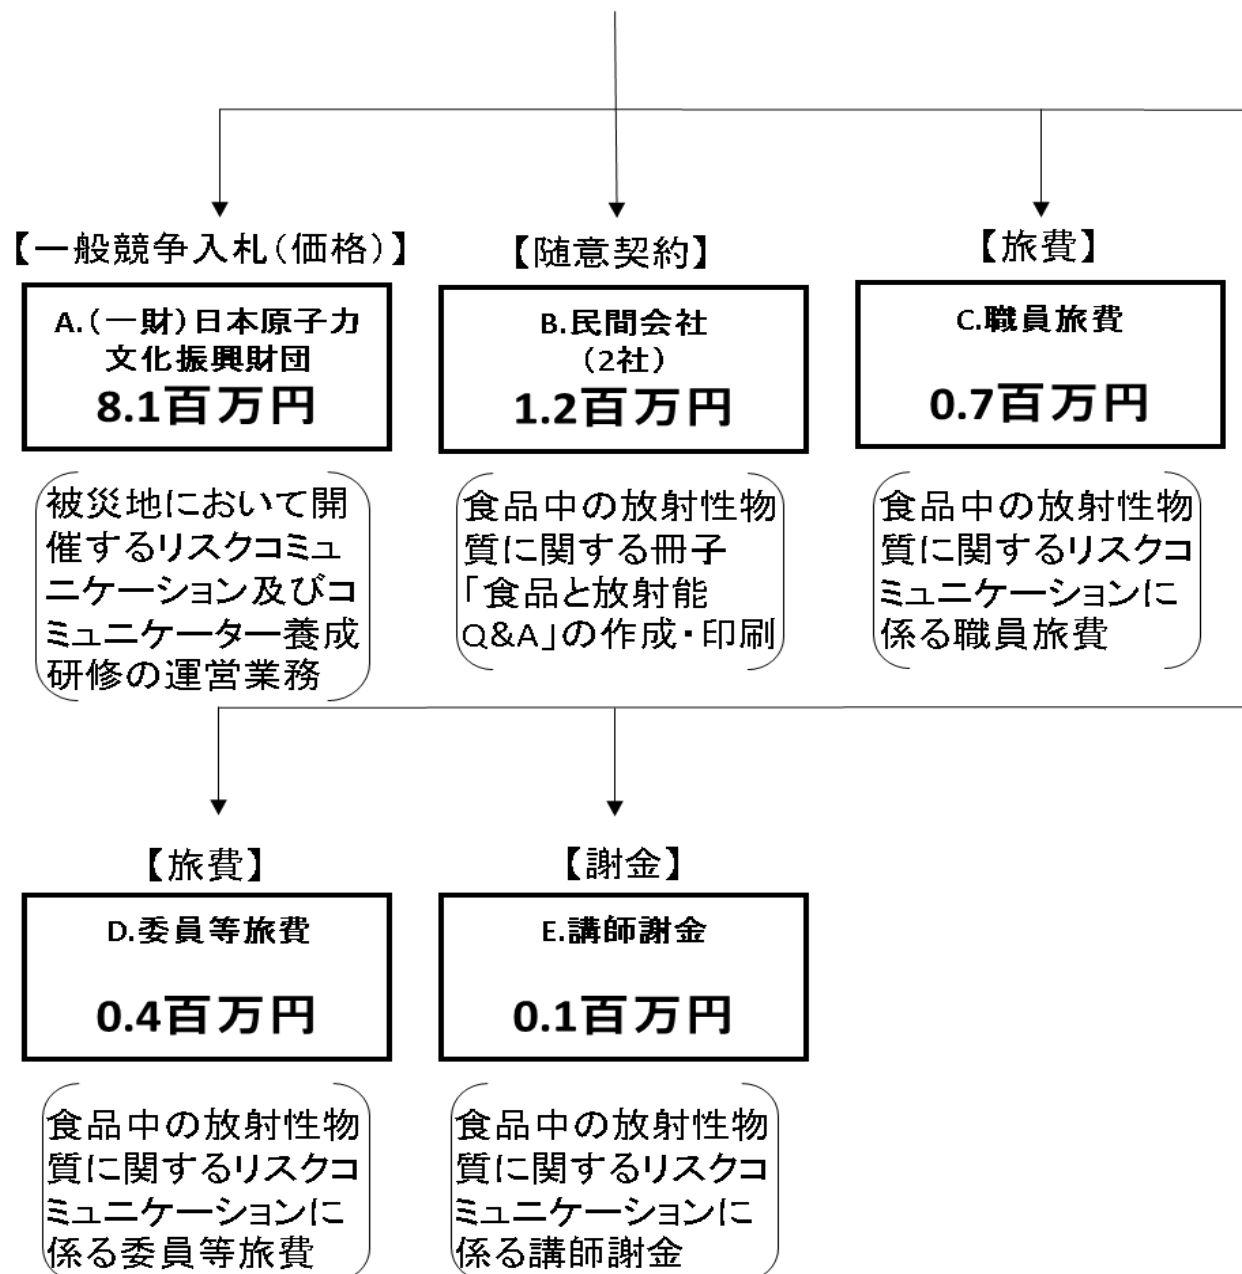 【一般競争入札(価格)】
A.(一財)日本原子力
文化振興財団
8.1百万円
被災地において開
催するリスクコミュ
ニケーション及びコ
ミュニケーター養成
研修の運営業務
【随意契約】
B.民間会社
(2社)
1.2百万円
食品中の放射性物
質に関する冊子
「食品と放射能
Q&A」の作成・印刷
【旅費】
C.職員旅費
0.7百万円
食品中の放射性物
質に関するリスクコ
ミュニケーションに
係る職員旅費
【旅費】
D.委員等旅費
0.4百万円
食品中の放射性物
質に関するリスクコ
ミュニケーションに
係る委員等旅費
【謝金】
E.講師謝金
0.1百万円
食品中の放射性物
質に関するリスクコ
ミュニケーションに
係る講師謝金